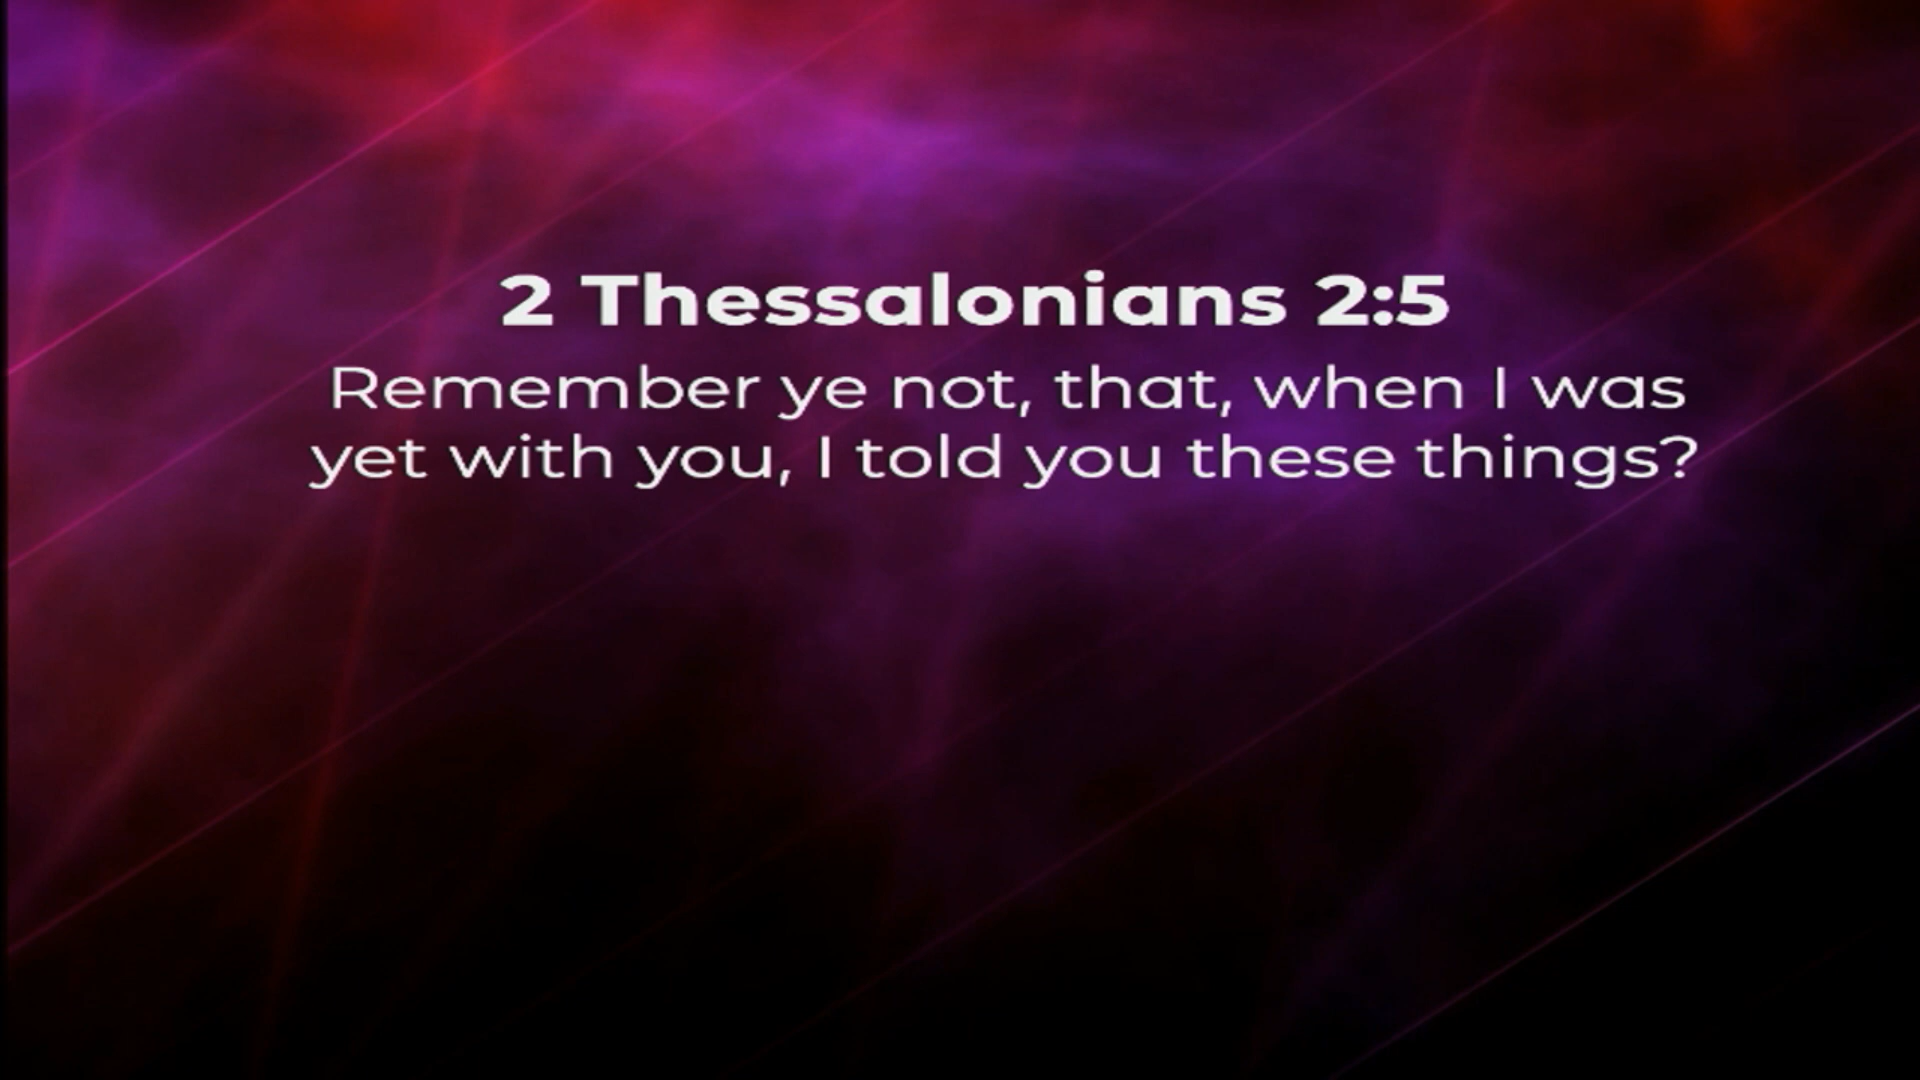 2 Thessalonians 2:5
Remember ye not, that, when I was
yet with you, I told you these things?